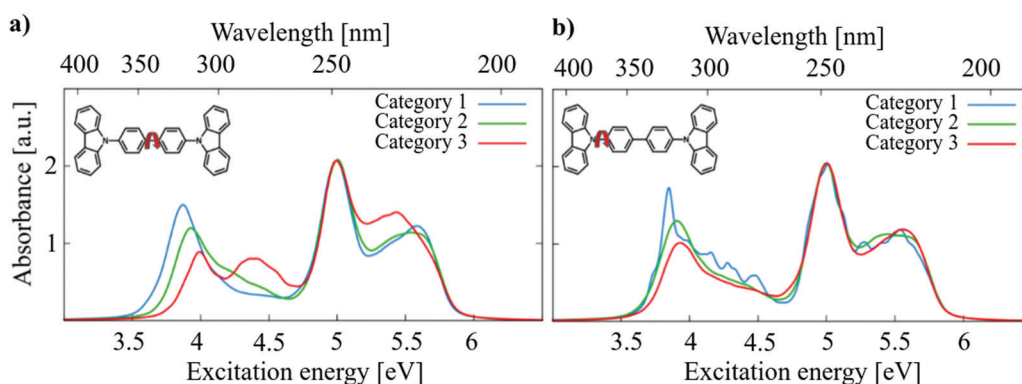 a)
Wavelength [nm]
400 350 300 250 200
Absorbance [a.u.]
2
1
Category 1
Category 2
Category 3
N
N
3.5 4 4.5 5 5.5 6
Excitation energy [eV]
b)
Wavelength [nm]
400 350 300 250 200
Category 1
Category 2
Category 3
N
N
3.5 4 4.5 5 5.5 6
Excitation energy [eV]